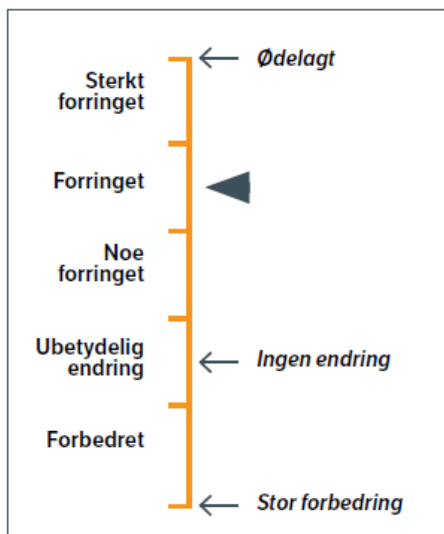 Ødelagt
Sterkt
forringet
Forringet
Noe
forringet
Ubetydelig
endring
Ingen endring
Forbedret
Stor forbedring